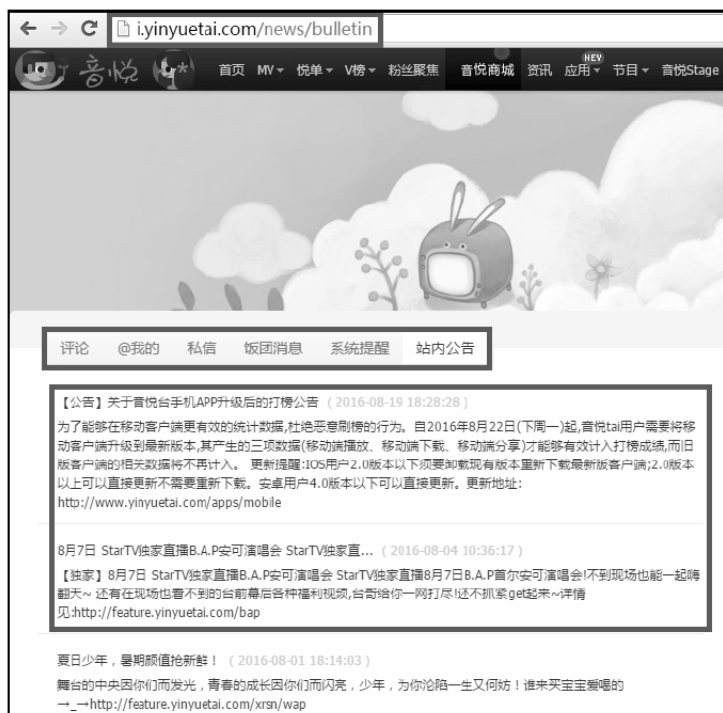 i.yinyuetai.com/news/bulletin
音悦
首页 MV 悦单 V榜 粉丝聚焦 音悦商城 资讯 应用 NEW 节目 音悦Stage
评论 @我的 私信 饭团消息 系统提醒 站内公告
【公告】关于音悦台手机APP升级后的打榜公告 (2016-08-19 18:28:28)
为了能够在移动客户端更有效的统计数据,杜绝恶意刷榜的行为。自2016年8月22日(下周一)起,音悦tai用户需要将移
动客户端升级到最新版本,其产生的三项数据(移动端播放、移动端下载、移动端分享)才能够有效计入打榜成绩,而旧
版客户端的相关数据将不再计入。 更新提醒:IOS用户2.0版本以下须要卸载现有版本重新下载最新版客户端;2.0版本
以上可以直接更新不需要重新下载。安卓用户4.0版本以下可以直接更新。更新地址:
http://www.yinyuetai.com/apps/mobile
8月7日 StarTV独家直播B.A.P安可演唱会 StarTV独家直... (2016-08-04 10:36:17)
【独家】8月7日 StarTV独家直播B.A.P安可演唱会 StarTV独家直播8月7日B.A.P首尔安可演唱会!不到现场也能一起嗨
翻天~ 还有在现场也看不到的台前幕后各种福利视频,台哥给你一网打尽!还不抓紧get起来~详情
见:http://feature.yinyuetai.com/bap
夏日少年，暑期颜值抢新鲜！ (2016-08-01 18:14:03)
舞台的中央因你们而发光，青春的成长因你们而闪亮，少年，为你沦陷一生又何妨！谁来买宝宝爱喝的
→_→http://feature.yinyuetai.com/xrsn/wap